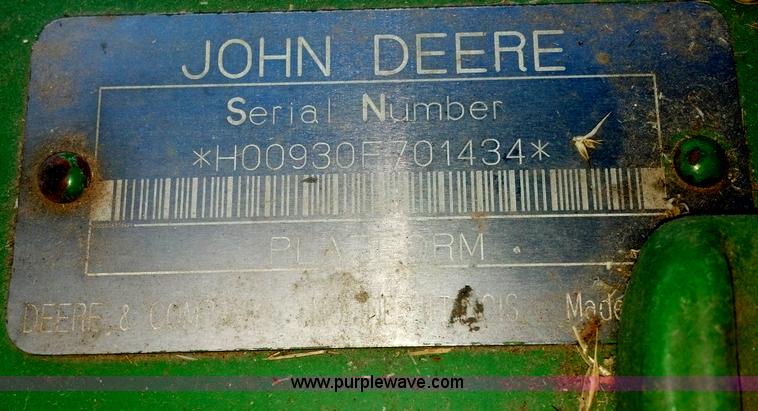 JOHN DEERE
Serial Number
*H00930F701434*
PLATFORM
DEERE & Made
www.purplewave.com